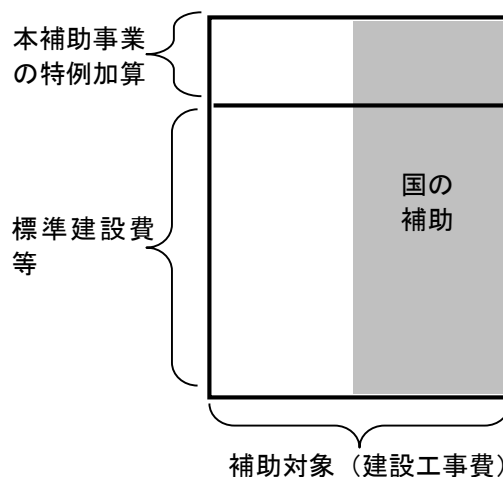 本補助事業
の特例加算
国の
補助
標準建設費
等
補助対象（建設工事費）